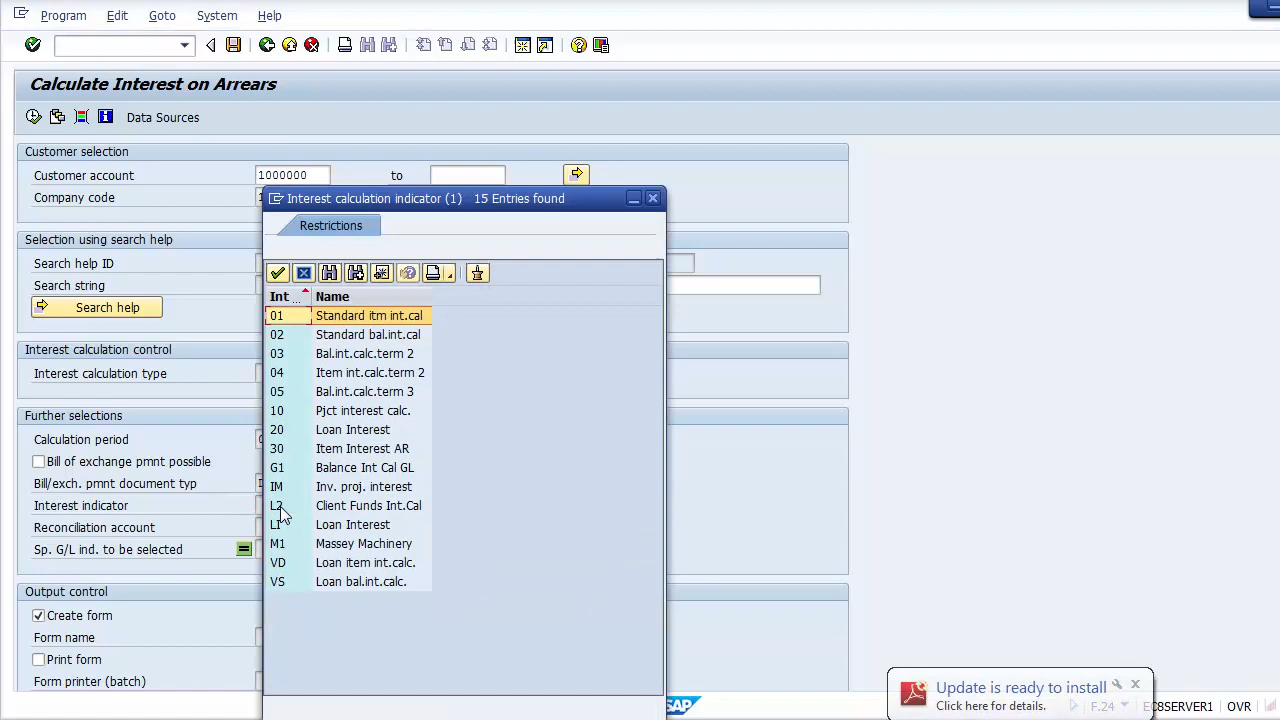 Program Edit Goto System Help
Calculate Interest on Arrears
Data Sources
Customer selection
Customer account 1000000 to
Company code
Selection using search help
Search help ID
Search string
Search help
Interest calculation control
Interest calculation type
Further selections
Calculation period
Bill of exchange pmnt possible
Bill/exch. pmnt document typ
Interest indicator
Reconciliation account
Sp. G/L ind. to be selected
Output control
Create form
Form name
Print form
Form printer (batch)
Interest calculation indicator (1) 15 Entries found
Restrictions
Int... Name
01 Standard itm int.cal
02 Standard bal.int.cal
03 Bal.int.calc.term 2
04 Item int.calc.term 2
05 Bal.int.calc.term 3
10 Pjct interest calc.
20 Loan Interest
30 Item Interest AR
G1 Balance Int Cal GL
IM Inv. proj. interest
L2 Client Funds Int.Cal
LI Loan Interest
M1 Massey Machinery
VD Loan item int.calc.
VS Loan bal.int.calc.
Update is ready to install
Click here for details.
SAP
F.24
OVR